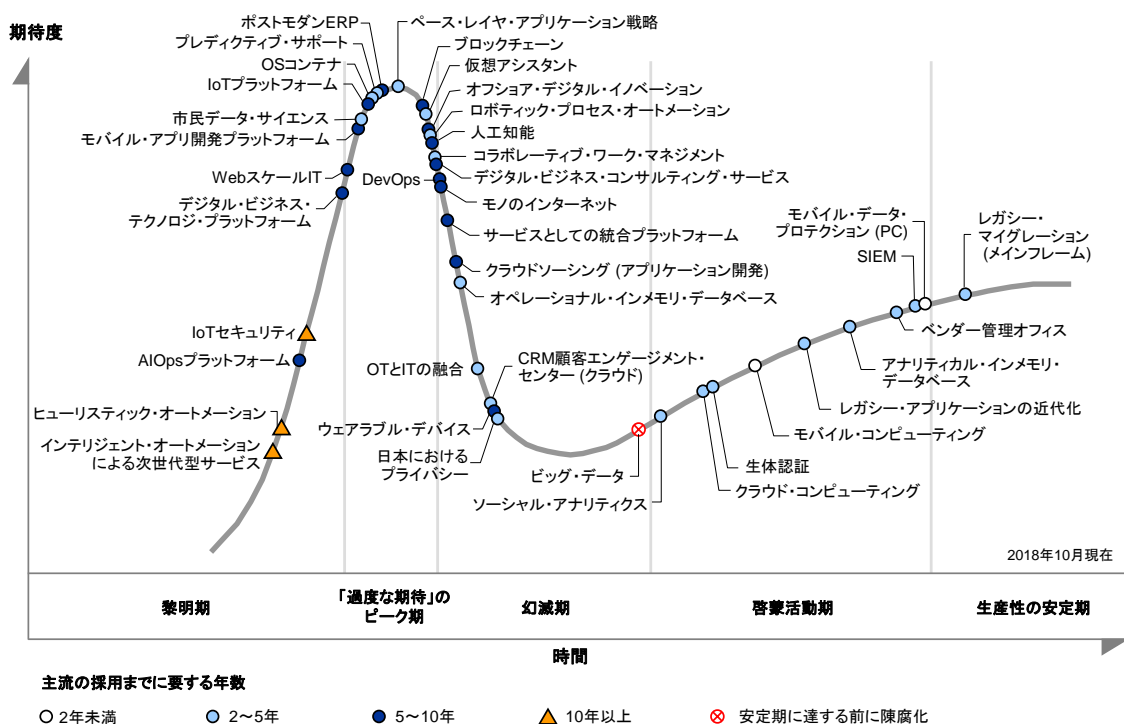 期待度
ポストモダンERP
プレディクティブ・サポート
OSコンテナ
IoTプラットフォーム
市民データ・サイエンス
モバイル・アプリ開発プラットフォーム
WebスケールIT
デジタル・ビジネス・
テクノロジ・プラットフォーム
IoTセキュリティ
AIOpsプラットフォーム
ヒューリスティック・オートメーション
インテリジェント・オートメーション
による次世代型サービス
ペース・レイヤ・アプリケーション戦略
ブロックチェーン
仮想アシスタント
オフショア・デジタル・イノベーション
ロボティック・プロセス・オートメーション
人工知能
コラボレーティブ・ワーク・マネジメント
デジタル・ビジネス・コンサルティング・サービス
DevOps
モノのインターネット
サービスとしての統合プラットフォーム
クラウドソーシング (アプリケーション開発)
オペレーショナル・インメモリ・データベース
OTとITの融合
CRM顧客エンゲージメント・
センター (クラウド)
ウェアラブル・デバイス
日本における
プライバシー
ビッグ・データ
ソーシャル・アナリティクス
クラウド・コンピューティング
生体認証
モバイル・コンピューティング
レガシー・アプリケーションの近代化
アナリティカル・インメモリ・
データベース
ベンダー管理オフィス
SIEM
モバイル・データ・
プロテクション (PC)
レガシー・
マイグレーション
(メインフレーム)
2018年10月現在
黎明期
「過度な期待」の
ピーク期
幻滅期
啓蒙活動期
生産性の安定期
時間
主流の採用までに要する年数
2年未満
2～5年
5～10年
10年以上
安定期に達する前に陳腐化